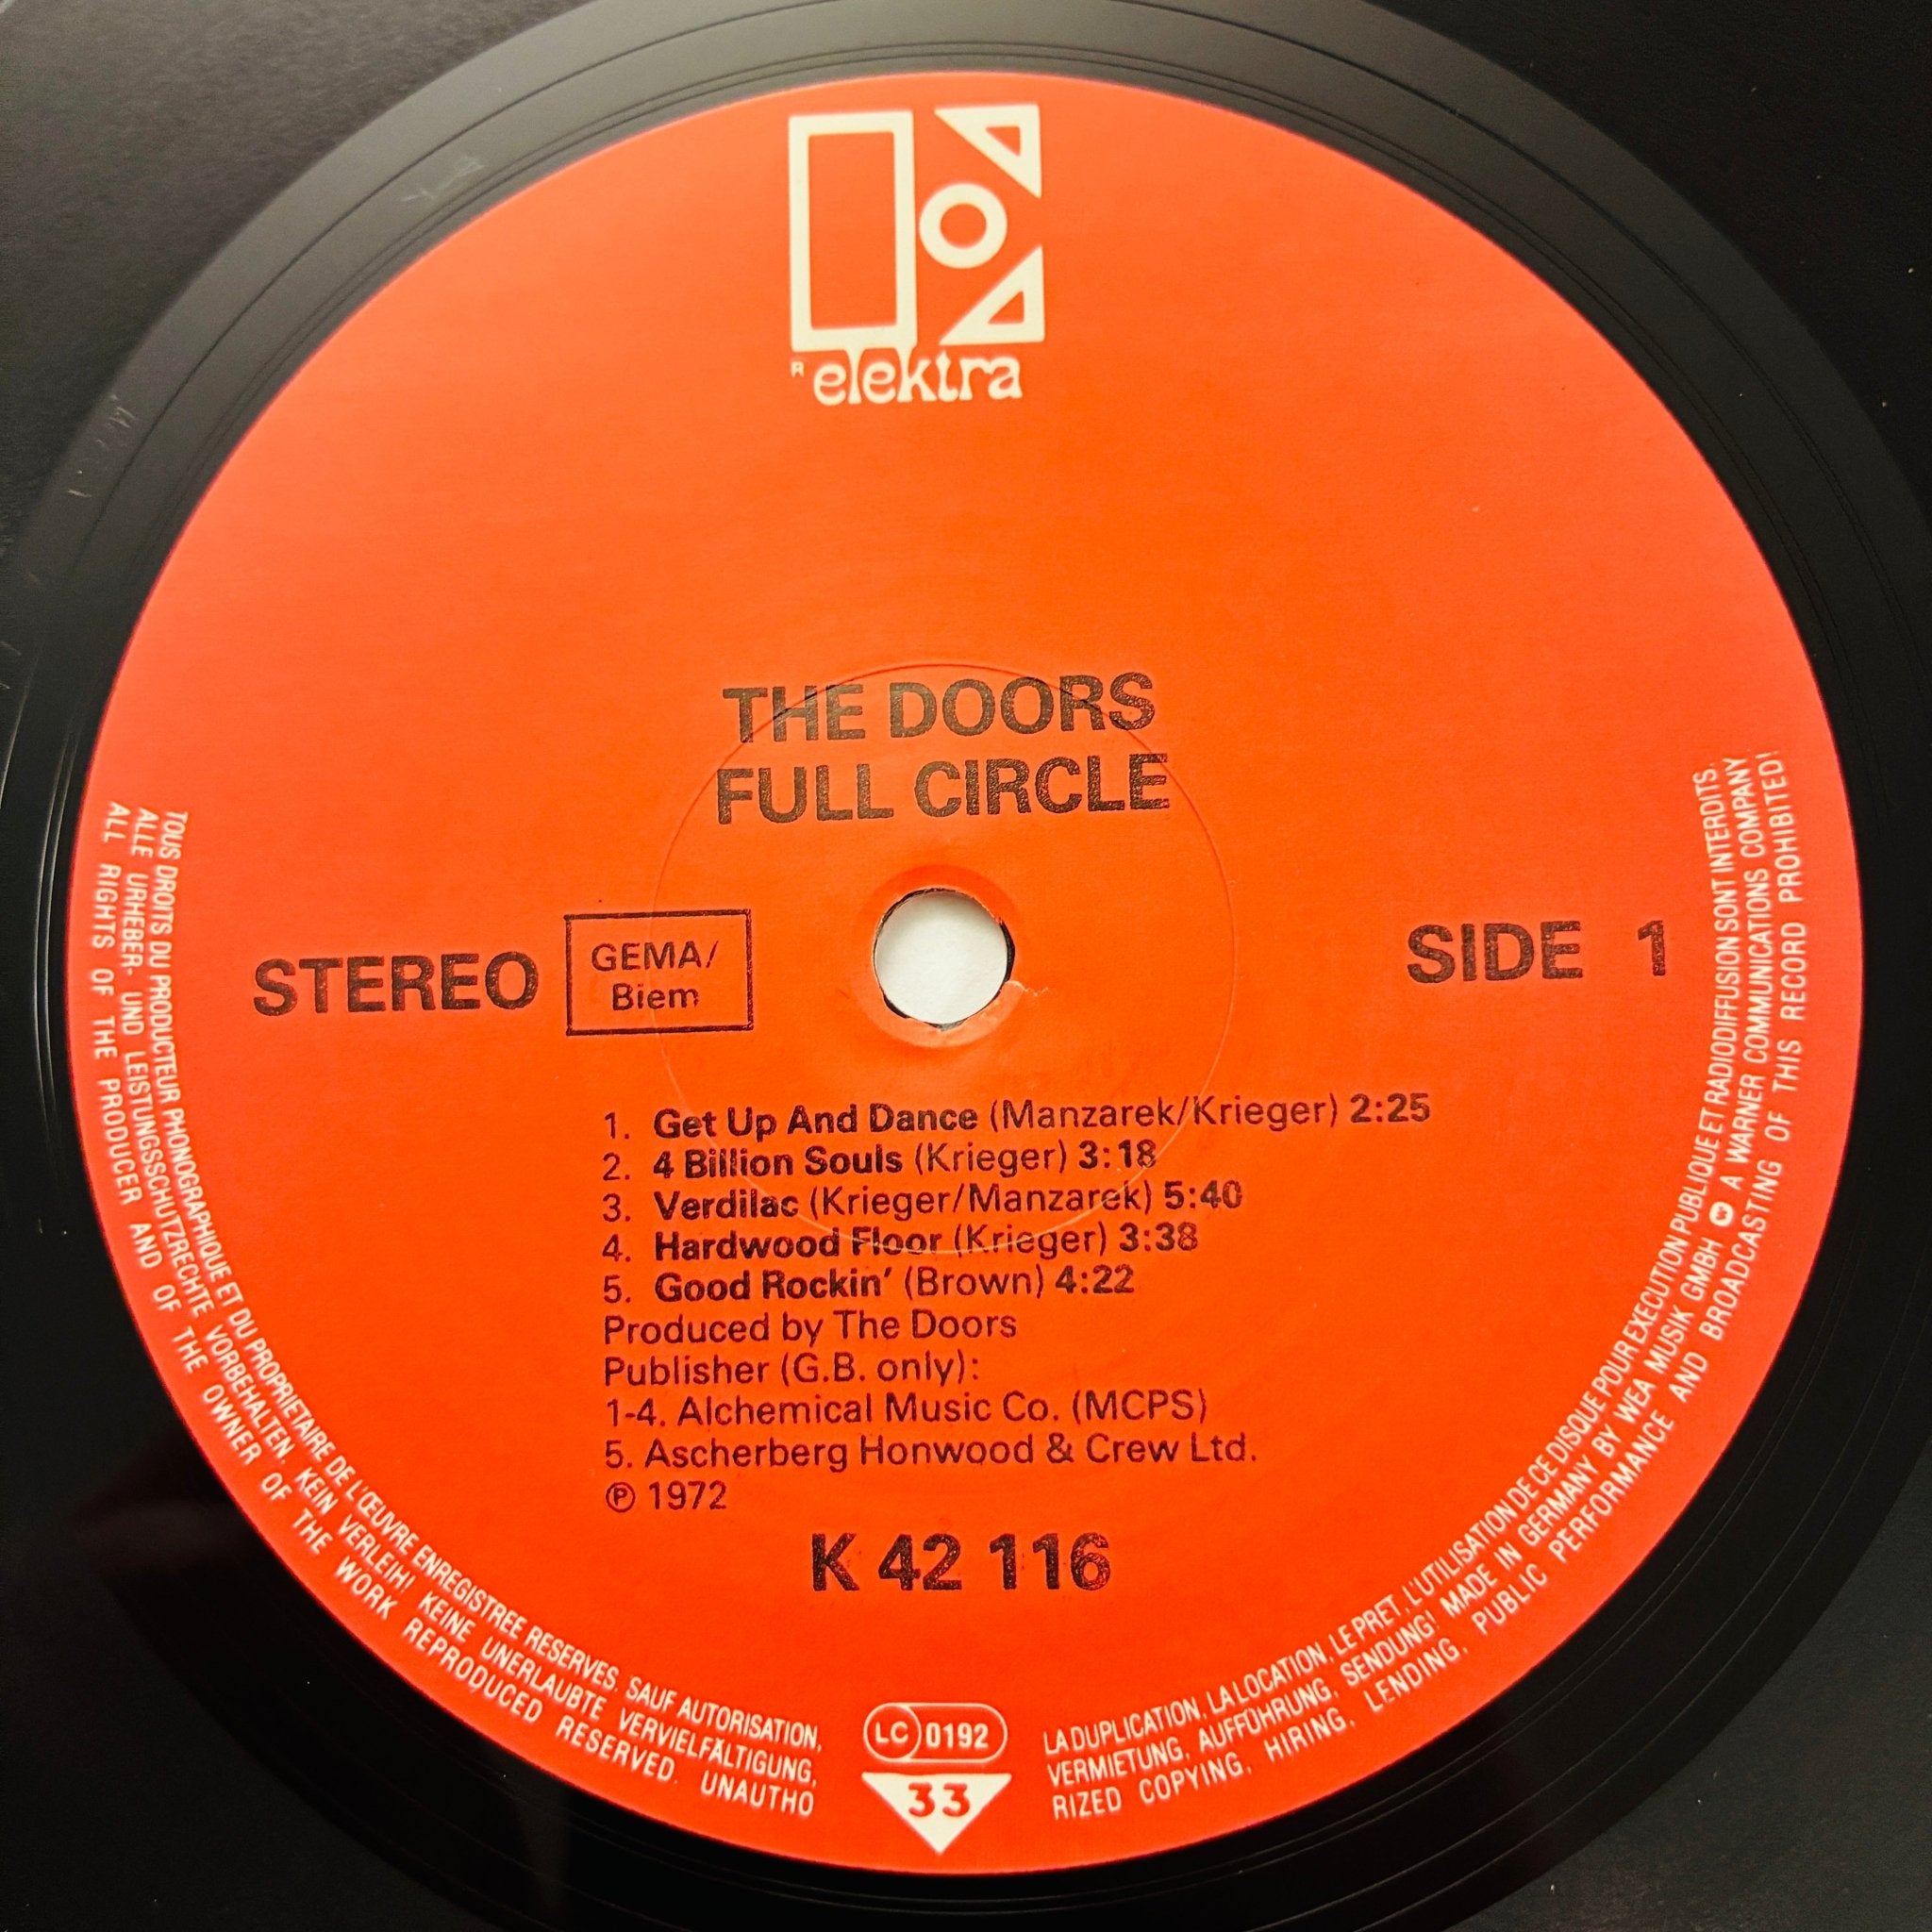 R elektra
THE DOORS
FULL CIRCLE
STEREO
GEMA/
Biem
SIDE 1
1. Get Up And Dance (Manzarek/Krieger) 2:25
2. 4 Billion Souls (Krieger) 3:18
3. Verdilac (Krieger/Manzarek) 5:40
4. Hardwood Floor (Krieger) 3:38
5. Good Rockin' (Brown) 4:22
Produced by The Doors
Publisher (G.B. only):
1-4. Alchemical Music Co. (MCPS)
5. Ascherberg Honwood & Crew Ltd.
℗ 1972
K 42 116
TOUS DROITS DU PRODUCTEUR PHONOGRAPHIQUE ET DU PROPRIETAIRE DE L'ŒUVRE ENREGISTREE RESERVES. SAUF AUTORISATION, LA DUPLICATION, LA LOCATION, LE PRET, L'UTILISATION DE CE DISQUE POUR EXECUTION PUBLIQUE ET RADIODIFFUSION SONT INTERDITS.
ALLE URHEBER- UND LEISTUNGSSCHUTZRECHTE VORBEHALTEN. KEIN VERLEIH! KEINE UNERLAUBTE VERVIELFÄLTIGUNG, VERMIETUNG, AUFFÜHRUNG, SENDUNG! MADE IN GERMANY BY WEA MUSIK GMBH A WARNER COMMUNICATIONS COMPANY
ALL RIGHTS OF THE PRODUCER AND OF THE OWNER OF THE WORK REPRODUCED RESERVED. UNAUTHORIZED COPYING, HIRING, LENDING, PUBLIC PERFORMANCE AND BROADCASTING OF THIS RECORD PROHIBITED!
LC 0192
33